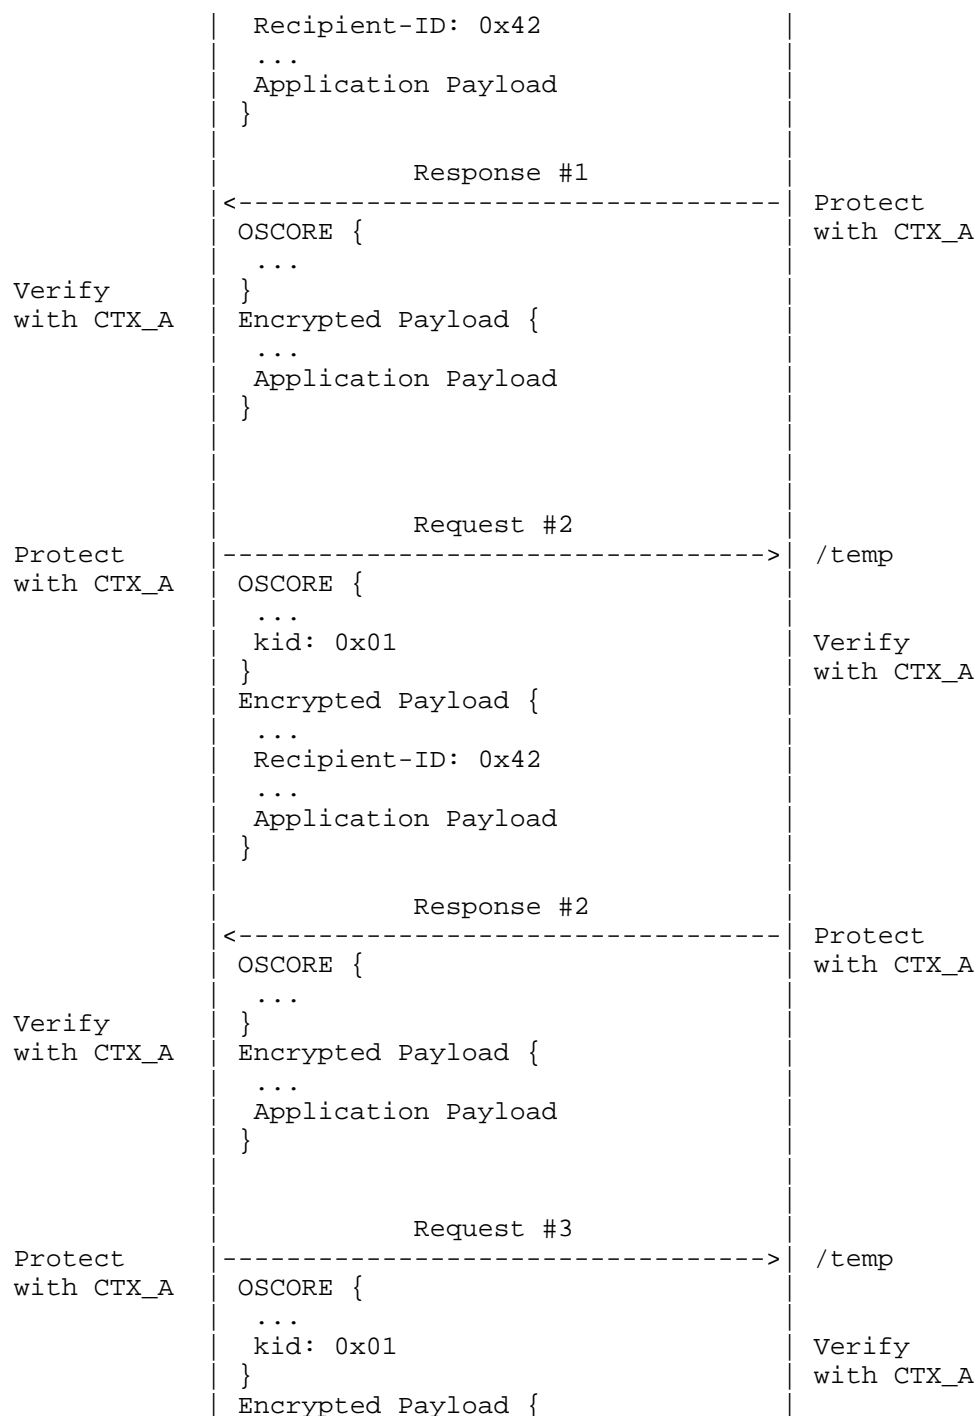 |  Recipient-ID: 0x42               |
                |  ...                              |
                |  Application Payload              |
                | }                                 |
                |                                   |
                |            Response #1            |
                |<----------------------------------| Protect
                | OSCORE {                          | with CTX_A
                |  ...                              |
Verify          | }                                 |
with CTX_A      | Encrypted Payload {               |
                |  ...                              |
                |  Application Payload              |
                | }                                 |
                |                                   |
                |                                   |
                |                                   |
                |            Request #2             |
Protect         |---------------------------------->| /temp
with CTX_A      | OSCORE {                          |
                |  ...                              |
                |  kid: 0x01                        | Verify
                | }                                 | with CTX_A
                | Encrypted Payload {               |
                |  ...                              |
                |  Recipient-ID: 0x42               |
                |  ...                              |
                |  Application Payload              |
                | }                                 |
                |                                   |
                |            Response #2            |
                |<----------------------------------| Protect
                | OSCORE {                          | with CTX_A
                |  ...                              |
Verify          | }                                 |
with CTX_A      | Encrypted Payload {               |
                |  ...                              |
                |  Application Payload              |
                | }                                 |
                |                                   |
                |                                   |
                |            Request #3             |
Protect         |---------------------------------->| /temp
with CTX_A      | OSCORE {                          |
                |  ...                              |
                |  kid: 0x01                        | Verify
                | }                                 | with CTX_A
                | Encrypted Payload {               |